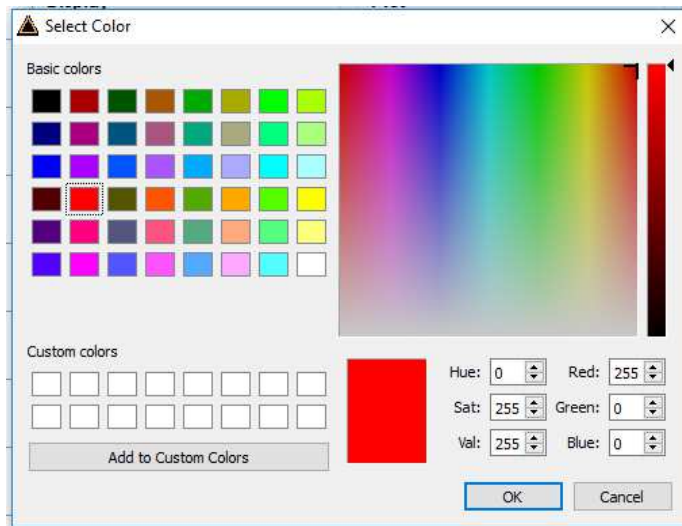 Select Color
Basic colors
Custom colors
Add to Custom Colors
Hue: 0 Red: 255
Sat: 255 Green: 0
Val: 255 Blue: 0
OK Cancel